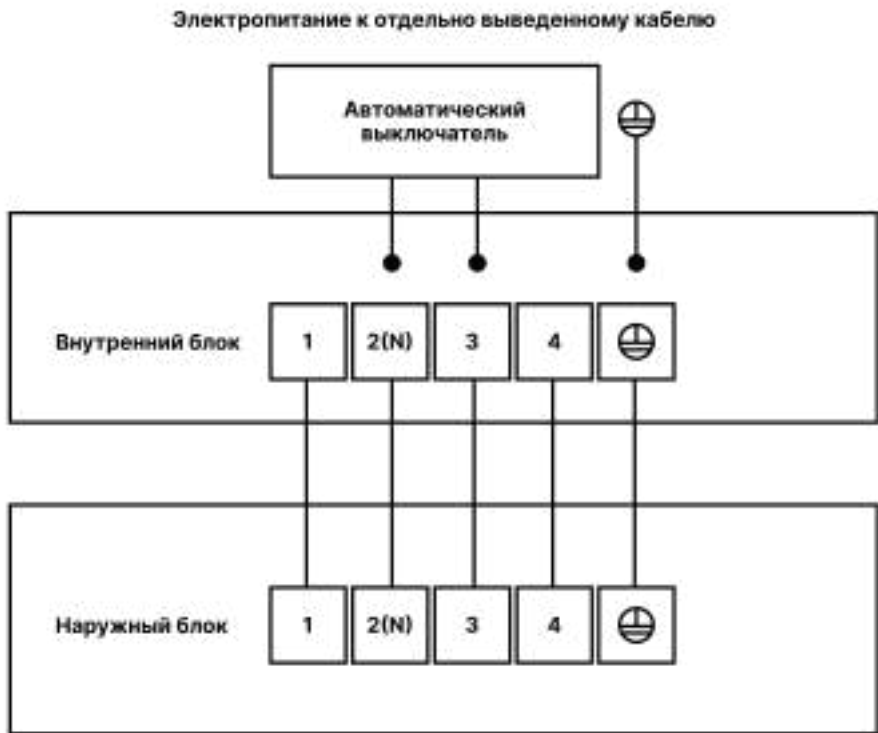 Электропитание к отдельно выведенному кабелю
Автоматический
выключатель
Внутренний блок 1 2(N) 3 4
Наружный блок 1 2(N) 3 4